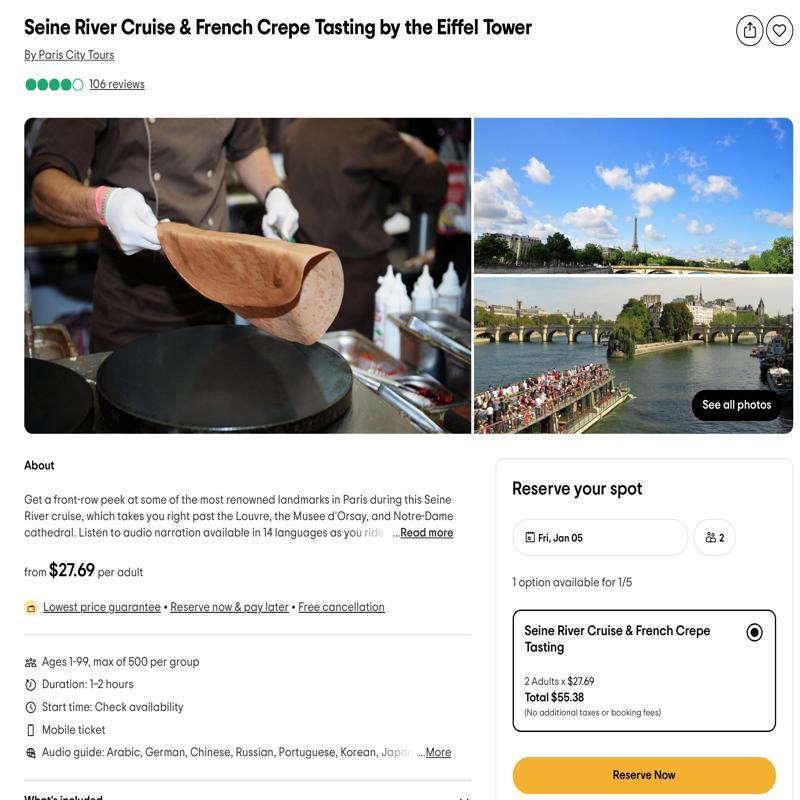 Seine River Cruise & French Crepe Tasting by the Eiffel Tower
By Paris City Tours
106 reviews
See all photos
About
Get a front-row peek at some of the most renowned landmarks in Paris during this Seine
River cruise, which takes you right past the Louvre, the Musee d'Orsay, and Notre-Dame
cathedral. Listen to audio narration available in 14 languages as you ride ...Read more
from $27.69 per adult
Lowest price guarantee • Reserve now & pay later • Free cancellation
Ages 1-99, max of 500 per group
Duration: 1-2 hours
Start time: Check availability
Mobile ticket
Audio guide: Arabic, German, Chinese, Russian, Portuguese, Korean, Japan ...More
What's included
Reserve your spot
Fri, Jan 05
2
1 option available for 1/5
Seine River Cruise & French Crepe
Tasting
2 Adults x $27.69
Total $55.38
(No additional taxes or booking fees)
Reserve Now